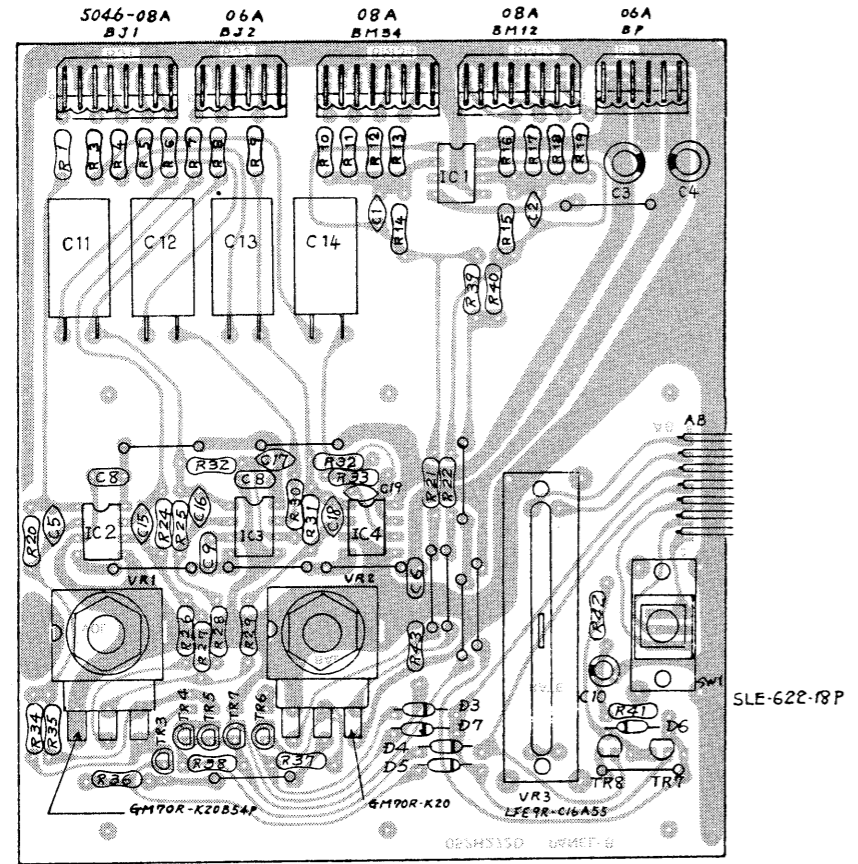 5046-08A 06A 08A 08A 06A
BJ1 BJ2 BM34 BM12 BP
R1 R3 R4 R5 R6 R7 R8 R9 R10 R11 R12 R13 R16 R17 R18 R19
IC1
C3 C4
C1 R14 R15 C2
C11 C12 C13 C14
R39 R40
AB
R32 C17 R32
C8 C8 R33 C19 R21 R22
R20 C5 IC2 C15 R24 R25 C16 IC3 R30 R31 C18 IC4
C9
VR1 VR2 C6
R36 R27 R28 R29 R43 R42
C10 SW1
SLE-622-18P
R34 R35 TR3 TR4 TR5 TR7 TR6 D3 R41
D7 D6
D4
R38 R37 D5
R36 TR8 TR7
VR3
GM70R-K20B54P GM70R-K20 LFE9R-C16A55